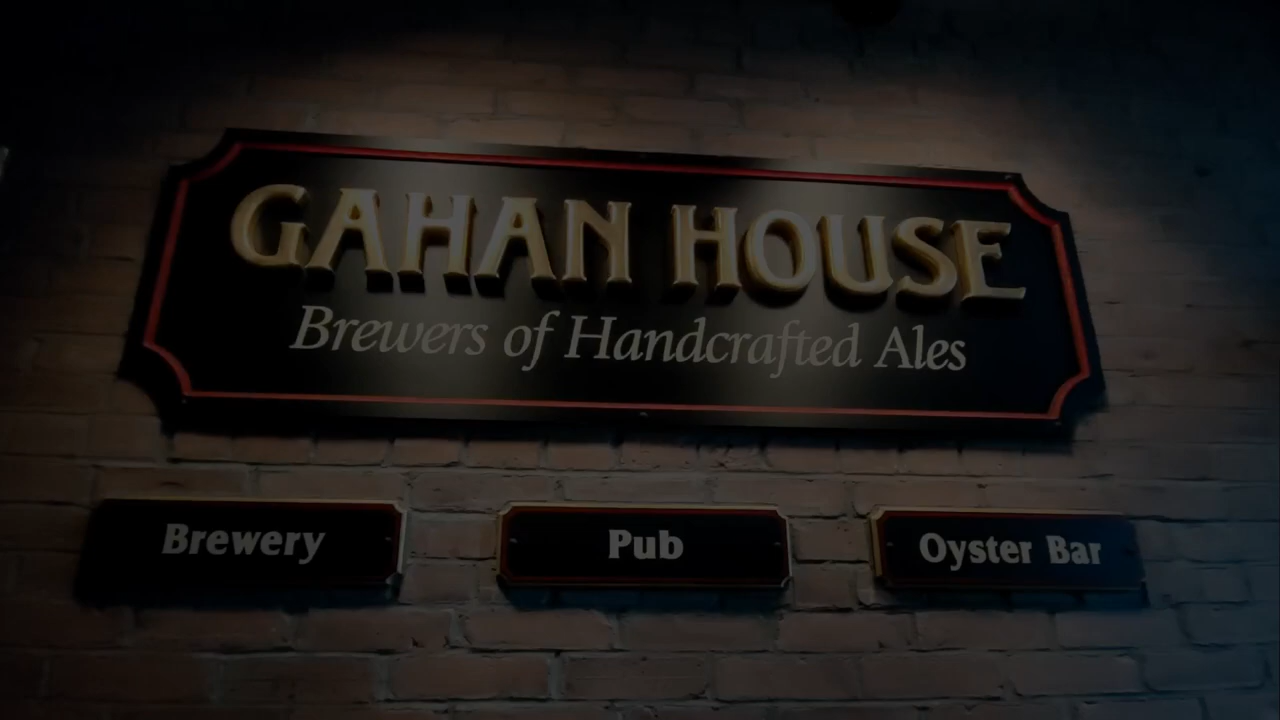 GAHAN HOUSE
Brewers of Handcrafted Ales
Brewery
Pub
Oyster Bar